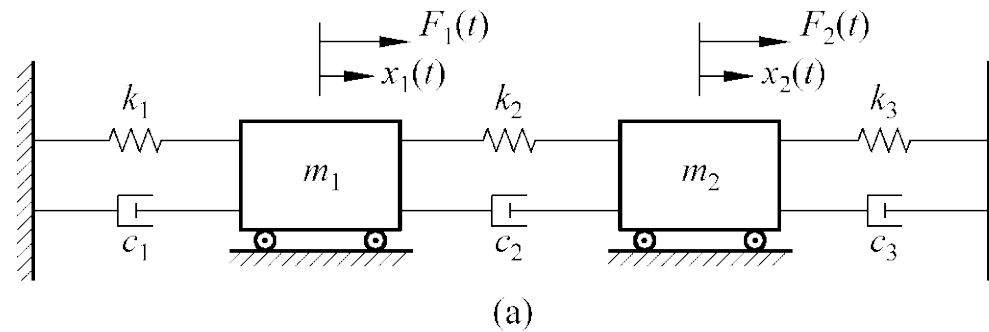 F₁(t) F₂(t)
x₁(t) x₂(t)
k₁ k₂ k₃
m₁ m₂
c₁ c₂ c₃
(a)